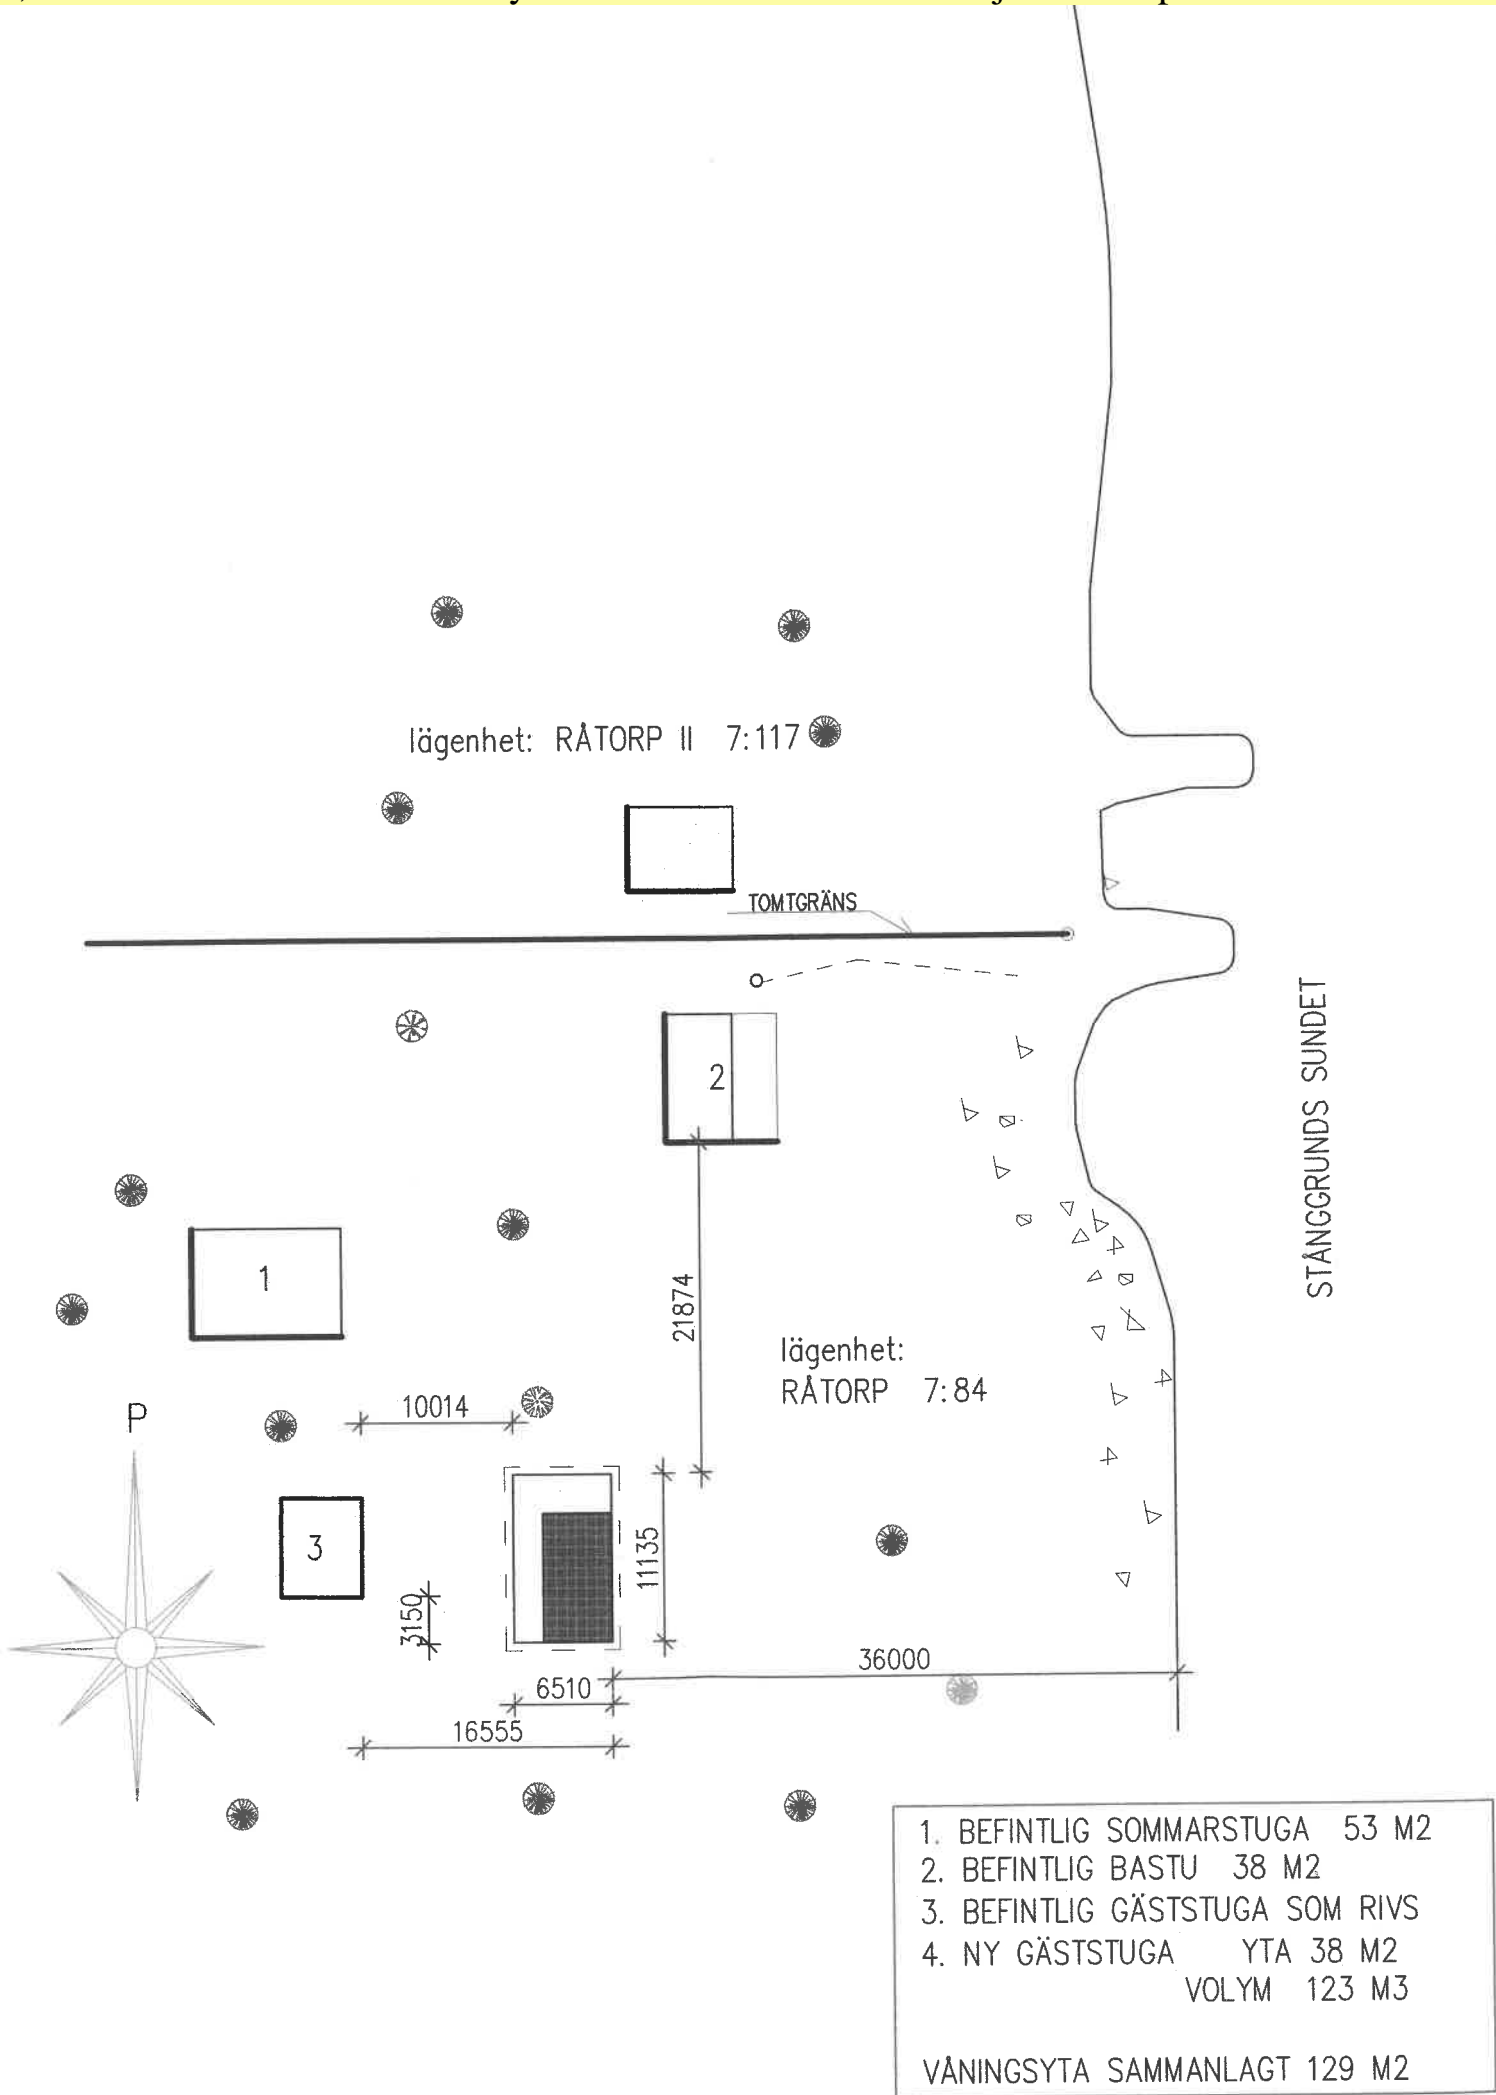 lägenhet: RÅTORP II 7:117
TOMTGRÄNS
2
STÅNGGRUNDS SUNDET
1
21874
lägenhet:
RÅTORP 7:84
10014
P
3
11135
3150
36000
6510
16555
1. BEFINTLIG SOMMARSTUGA 53 M2
2. BEFINTLIG BASTU 38 M2
3. BEFINTLIG GÄSTSTUGA SOM RIVS
4. NY GÄSTSTUGA YTA 38 M2
VOLYM 123 M3
VÅNINGSYTA SAMMANLAGT 129 M2